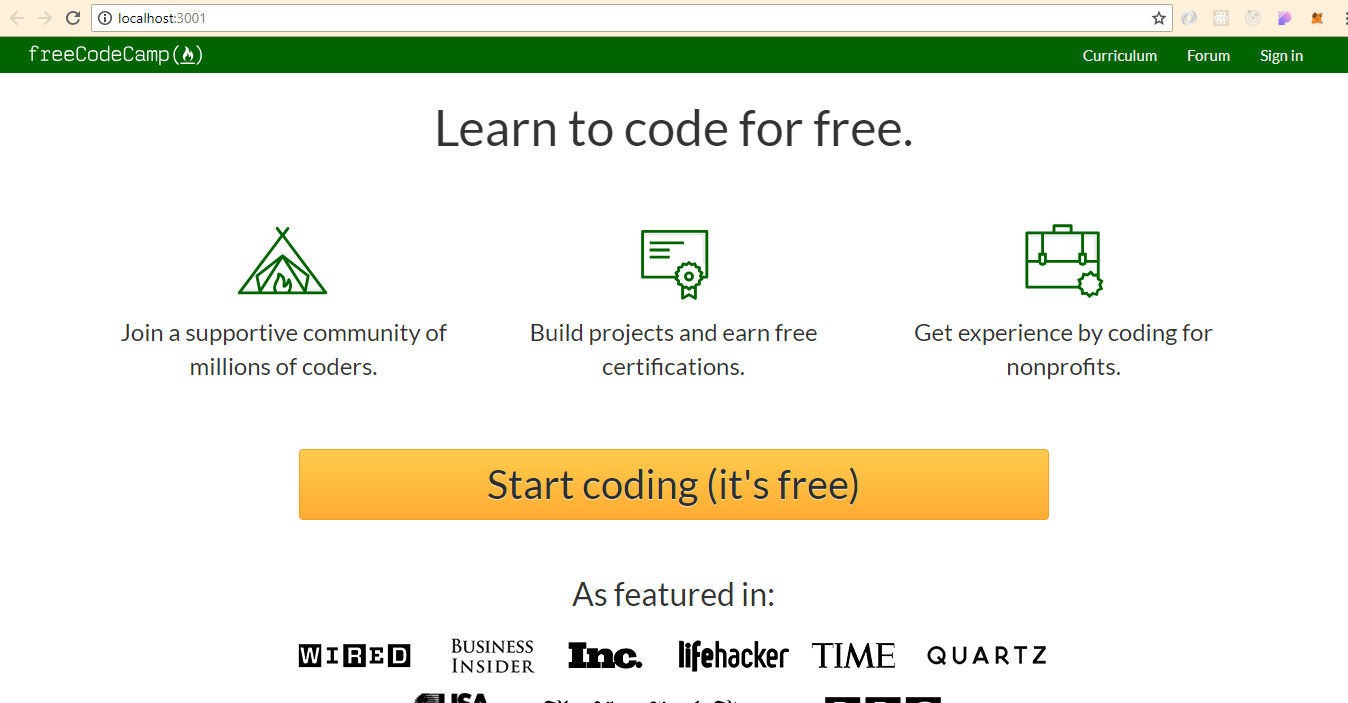 localhost:3001
freeCodeCamp
Curriculum Forum Sign in
Learn to code for free.
Join a supportive community of
millions of coders.
Build projects and earn free
certifications.
Get experience by coding for
nonprofits.
Start coding (it's free)
As featured in:
WIRED
BUSINESS
INSIDER
Inc.
lifehacker
TIME
QUARTZ
USA